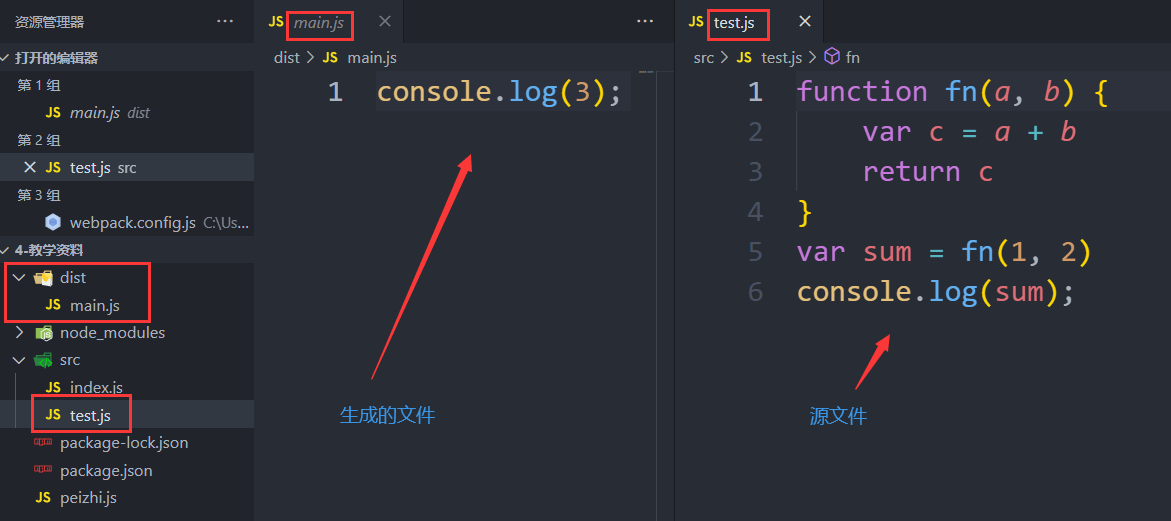 资源管理器 ...
打开的编辑器
第 1 组
JS main.js dist
第 2 组
JS test.js src
第 3 组
webpack.config.js C:\Us...
4-教学资料
dist
JS main.js
node_modules
src
JS index.js
JS test.js
package-lock.json
package.json
JS peizhi.js
JS main.js ...
dist > JS main.js
1 console.log(3);
生成的文件
JS test.js
src > JS test.js > fn
1 function fn(a, b) {
2 var c = a + b
3 return c
4 }
5 var sum = fn(1, 2)
6 console.log(sum);
源文件